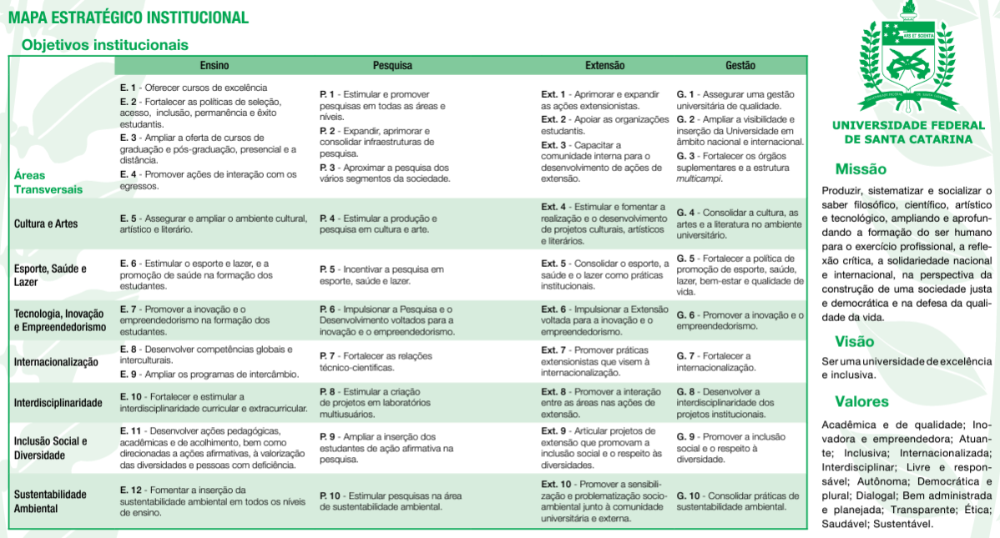 MAPA ESTRATÉGICO INSTITUCIONAL
Objetivos institucionais
Ensino
Pesquisa
Extensão
Gestão
Áreas
Transversais
E. 1 - Oferecer cursos de excelência
E. 2 - Fortalecer as políticas de seleção,
acesso, inclusão, permanência e êxito
estudantis.
E. 3 - Ampliar a oferta de cursos de
graduação e pós-graduação, presencial e a
distância.
E. 4 - Promover ações de interação com os
egressos.
P. 1 - Estimular e promover
pesquisas em todas as áreas e
níveis.
P. 2 - Expandir, aprimorar e
consolidar infraestruturas de
pesquisa.
P. 3 - Aproximar a pesquisa dos
vários segmentos da sociedade.
Ext. 1 - Aprimorar e expandir
as ações extensionistas.
Ext. 2 - Apoiar as organizações
estudantis.
Ext. 3 - Capacitar a
comunidade interna para o
desenvolvimento de ações de
extensão.
G. 1 - Assegurar uma gestão
universitária de qualidade.
G. 2 - Ampliar a visibilidade e
inserção da Universidade em
âmbito nacional e internacional.
G. 3 - Fortalecer os órgãos
suplementares e a estrutura
multicampi.
Cultura e Artes
E. 5 - Assegurar e ampliar o ambiente cultural,
artístico e literário.
P. 4 - Estimular a produção e
pesquisa em cultura e arte.
Ext. 4 - Estimular e fomentar a
realização e o desenvolvimento
de projetos culturais, artísticos
e literários.
G. 4 - Consolidar a cultura, as
artes e a literatura no ambiente
universitário.
Esporte, Saúde e
Lazer
E. 6 - Estimular o esporte e lazer, e a
promoção de saúde na formação dos
estudantes.
P. 5 - Incentivar a pesquisa em
esporte, saúde e lazer.
Ext. 5 - Consolidar o esporte, a
saúde e o lazer como práticas
institucionais.
G. 5 - Fortalecer a política de
promoção de esporte, saúde,
lazer, bem-estar e qualidade de
vida.
Tecnologia, Inovação
e Empreendedorismo
E. 7 - Promover a inovação e o
empreendedorismo na formação dos
estudantes.
P. 6 - Impulsionar a Pesquisa e o
Desenvolvimento voltados para a
inovação e o empreendedorismo.
Ext. 6 - Impulsionar a Extensão
voltada para a inovação e o
empreendedorismo.
G. 6 - Promover a inovação e o
empreendedorismo.
Internacionalização
E. 8 - Desenvolver competências globais e
interculturais.
E. 9 - Ampliar os programas de intercâmbio.
P. 7 - Fortalecer as relações
técnico-cientificas.
Ext. 7 - Promover práticas
extensionistas que visem à
internacionalização.
G. 7 - Fortalecer a
internacionalização.
Interdisciplinaridade
E. 10 - Fortalecer e estimular a
interdisciplinaridade curricular e extracurricular.
P. 8 - Estimular a criação
de projetos em laboratórios
multiusuários.
Ext. 8 - Promover a interação
entre as áreas nas ações de
extensão.
G. 8 - Desenvolver a
interdisciplinaridade dos
projetos institucionais.
Inclusão Social e
Diversidade
E. 11 - Desenvolver ações pedagógicas,
acadêmicas e de acolhimento, bem como
direcionadas a ações afirmativas, à valorização
das diversidades e pessoas com deficiência.
P. 9 - Ampliar a inserção dos
estudantes de ação afirmativa na
pesquisa.
Ext. 9 - Articular projetos de
extensão que promovam a
inclusão social e o respeito às
diversidades.
G. 9 - Promover a inclusão
social e o respeito à
diversidade.
Sustentabilidade
Ambiental
E. 12 - Fomentar a inserção da
sustentabilidade ambiental em todos os níveis
de ensino.
P. 10 - Estimular pesquisas na área
de sustentabilidade ambiental.
Ext. 10 - Promover a sensibili-
zação e problematização socio-
ambiental junto à comunidade
universitária e externa.
G. 10 - Consolidar práticas de
sustentabilidade ambiental.
ARS ET SCIENTIA
UNIVERSIDADE FEDERAL DE SANTA CATARINA
UNIVERSIDADE FEDERAL
DE SANTA CATARINA
Missão
Produzir, sistematizar e socializar o
saber filosófico, científico, artístico
e tecnológico, ampliando e aprofun-
dando a formação do ser humano
para o exercício profissional, a refle-
xão crítica, a solidariedade nacional
e internacional, na perspectiva da
construção de uma sociedade justa
e democrática e na defesa da quali-
dade da vida.
Visão
Ser uma universidade de excelência
e inclusiva.
Valores
Acadêmica e de qualidade; Ino-
vadora e empreendedora; Atuan-
te; Inclusiva; Internacionalizada;
Interdisciplinar; Livre e respon-
sável; Autônoma; Democrática e
plural; Dialogal; Bem administrada
e planejada; Transparente; Ética;
Saudável; Sustentável.